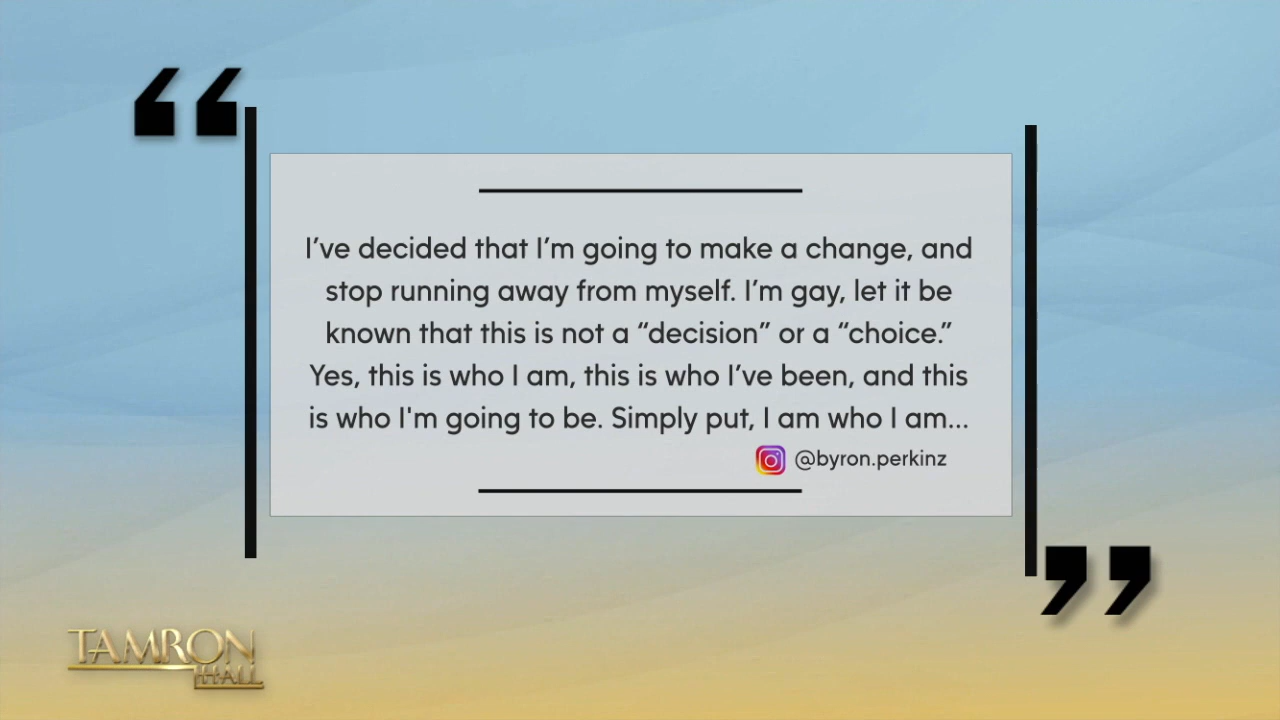 “
I’ve decided that I’m going to make a change, and
stop running away from myself. I’m gay, let it be
known that this is not a “decision” or a “choice.”
Yes, this is who I am, this is who I’ve been, and this
is who I'm going to be. Simply put, I am who I am...
@byron.perkinz
”
TAMRON
HALL